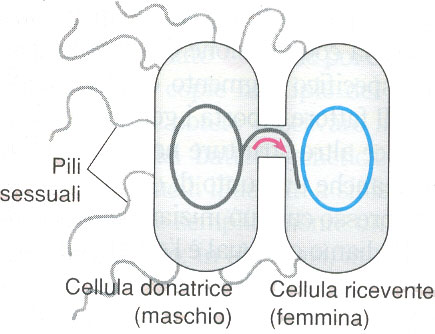 Pili
sessuali
Cellula donatrice
(maschio)
Cellula ricevente
(femmina)